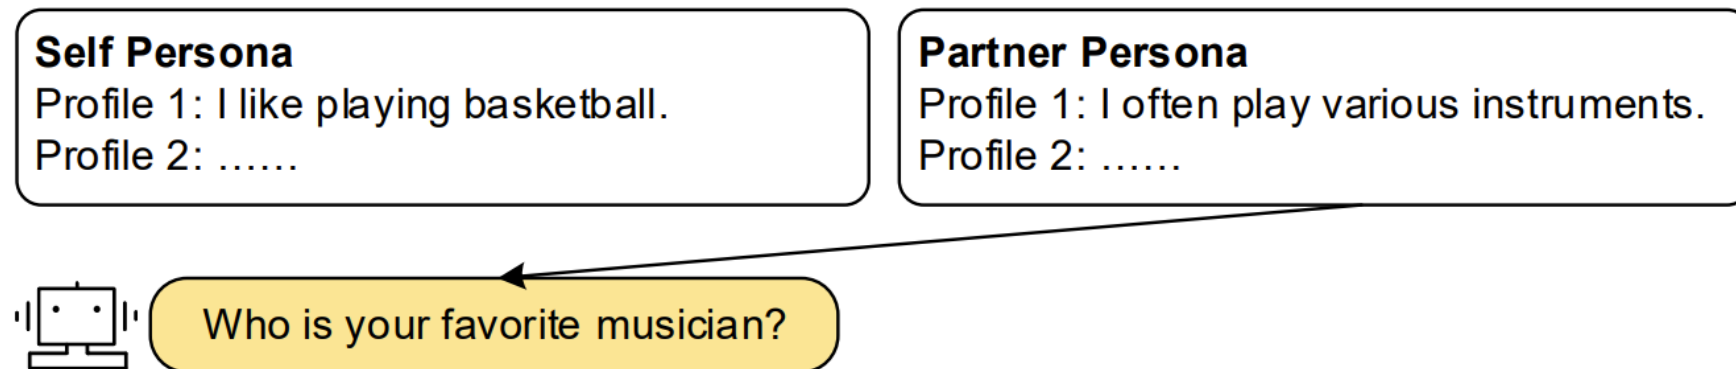 Self Persona
Profile 1: I like playing basketball.
Profile 2: ......
Partner Persona
Profile 1: I often play various instruments.
Profile 2: ......
Who is your favorite musician?